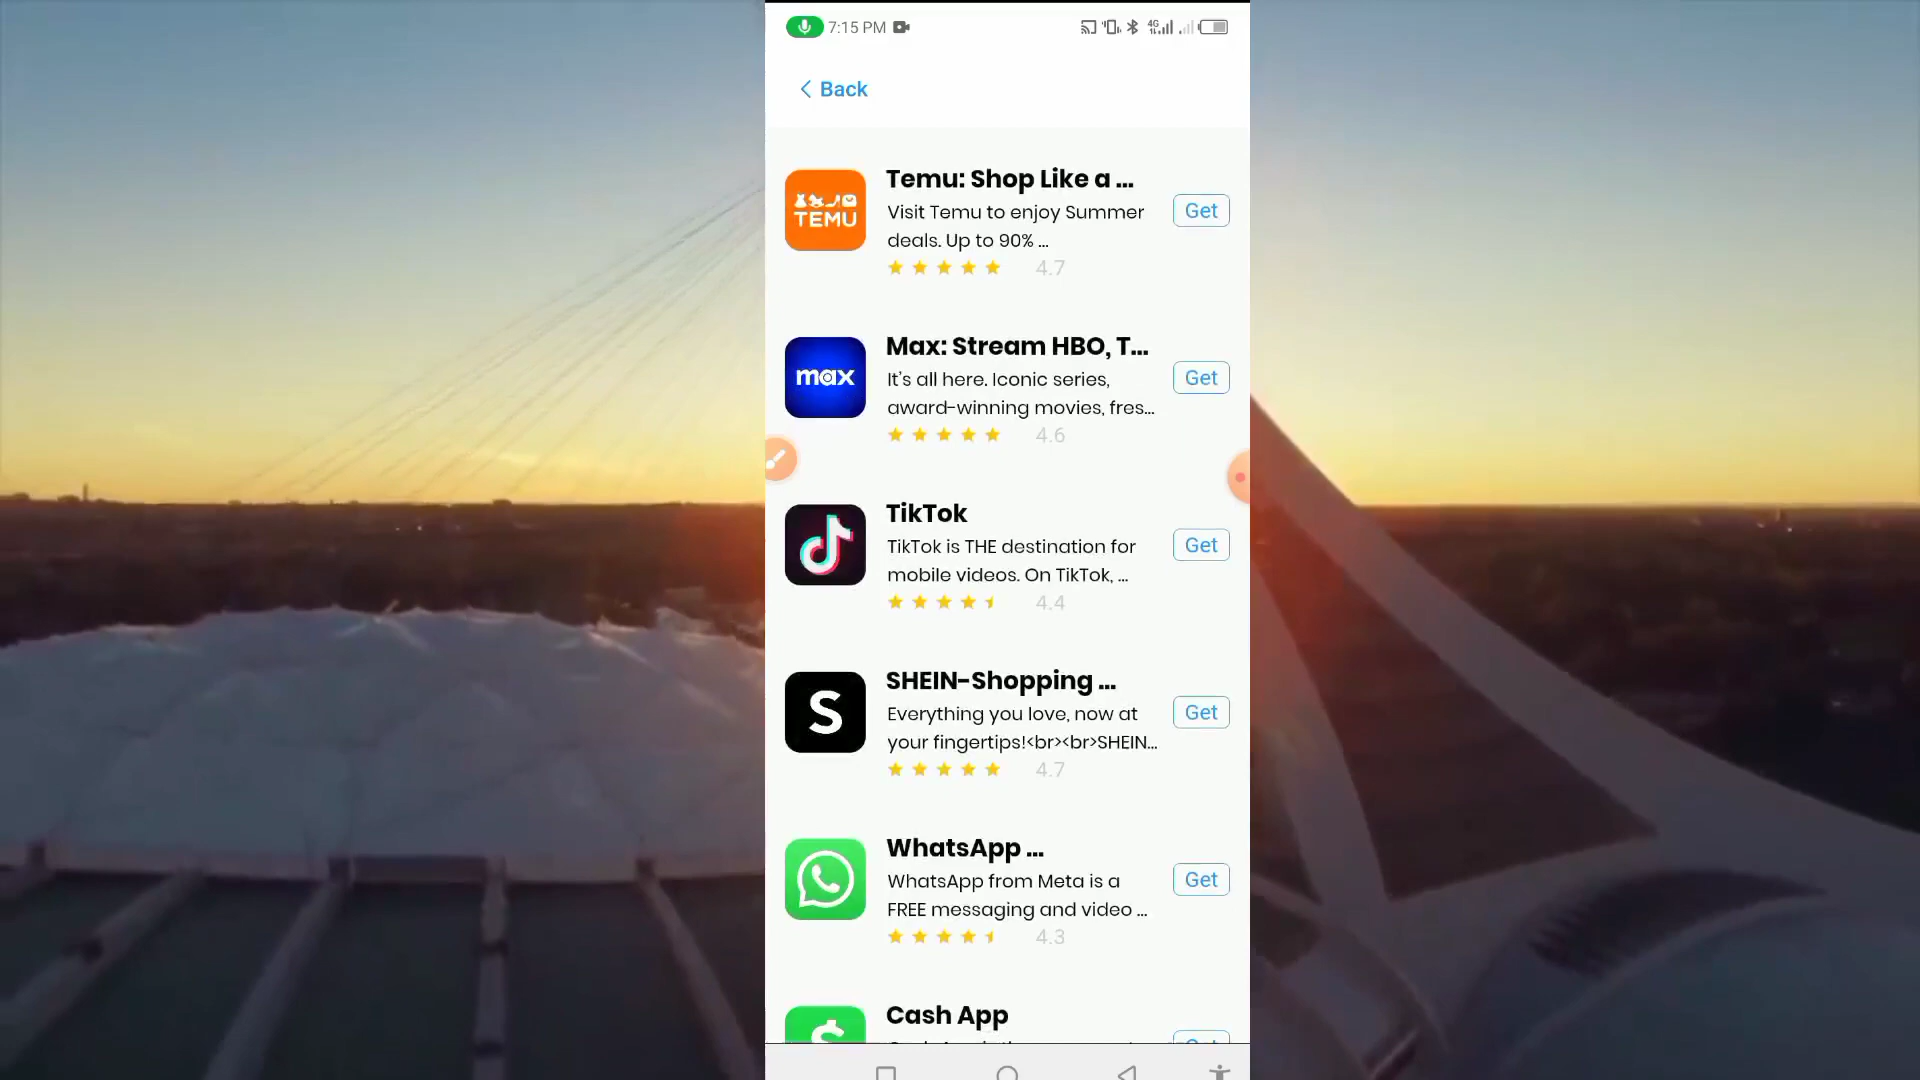 7:15 PM
4G
Back
Temu: Shop Like a ...
Visit Temu to enjoy Summer
deals. Up to 90% ...
4.7
Get
TEMU
Max: Stream HBO, T...
It's all here. Iconic series,
award-winning movies, fres...
4.6
Get
max
TikTok
TikTok is THE destination for
mobile videos. On TikTok, ...
4.4
Get
SHEIN-Shopping ...
Everything you love, now at
your fingertips!<br><br>SHEIN...
4.7
Get
S
WhatsApp ...
WhatsApp from Meta is a
FREE messaging and video ...
4.3
Get
Cash App